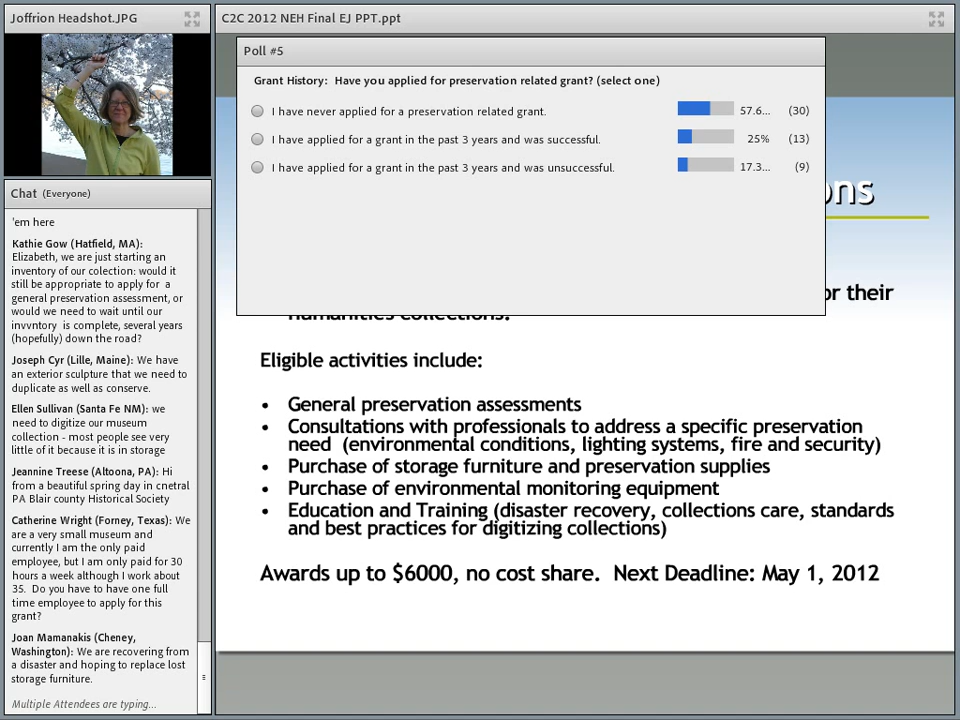 Joffrion Headshot.JPG
Chat (Everyone)
'em here
Kathie Gow (Hatfield, MA):
Elizabeth, we are just starting an
inventory of our colection: would it
still be appropriate to apply for a
general preservation assessment, or
would we need to wait until our
invvntory is complete, several years
(hopefully) down the road?
Joseph Cyr (Lille, Maine): We have
an exterior sculpture that we need to
duplicate as well as conserve.
Ellen Sullivan (Santa Fe NM): we
need to digitize our museum
collection - most people see very
little of it because it is in storage
Jeannine Treese (Altoona, PA): Hi
from a beautiful spring day in cnetral
PA Blair county Historical Society
Catherine Wright (Forney, Texas): We
are a very small museum and
currently I am the only paid
employee, but I am only paid for 30
hours a week although I work about
35. Do you have to have one full
time employee to apply for this
grant?
Joan Mamanakis (Cheney,
Washington): We are recovering from
a disaster and hoping to replace lost
storage furniture.
Multiple Attendees are typing...
C2C 2012 NEH Final EJ PPT.ppt
Poll #5
Grant History: Have you applied for preservation related grant? (select one)
I have never applied for a preservation related grant. 57.6... (30)
I have applied for a grant in the past 3 years and was successful. 25% (13)
I have applied for a grant in the past 3 years and was unsuccessful. 17.3... (9)
ons
or their
humanities collections.
Eligible activities include:
• General preservation assessments
• Consultations with professionals to address a specific preservation
need (environmental conditions, lighting systems, fire and security)
• Purchase of storage furniture and preservation supplies
• Purchase of environmental monitoring equipment
• Education and Training (disaster recovery, collections care, standards
and best practices for digitizing collections)
Awards up to $6000, no cost share. Next Deadline: May 1, 2012